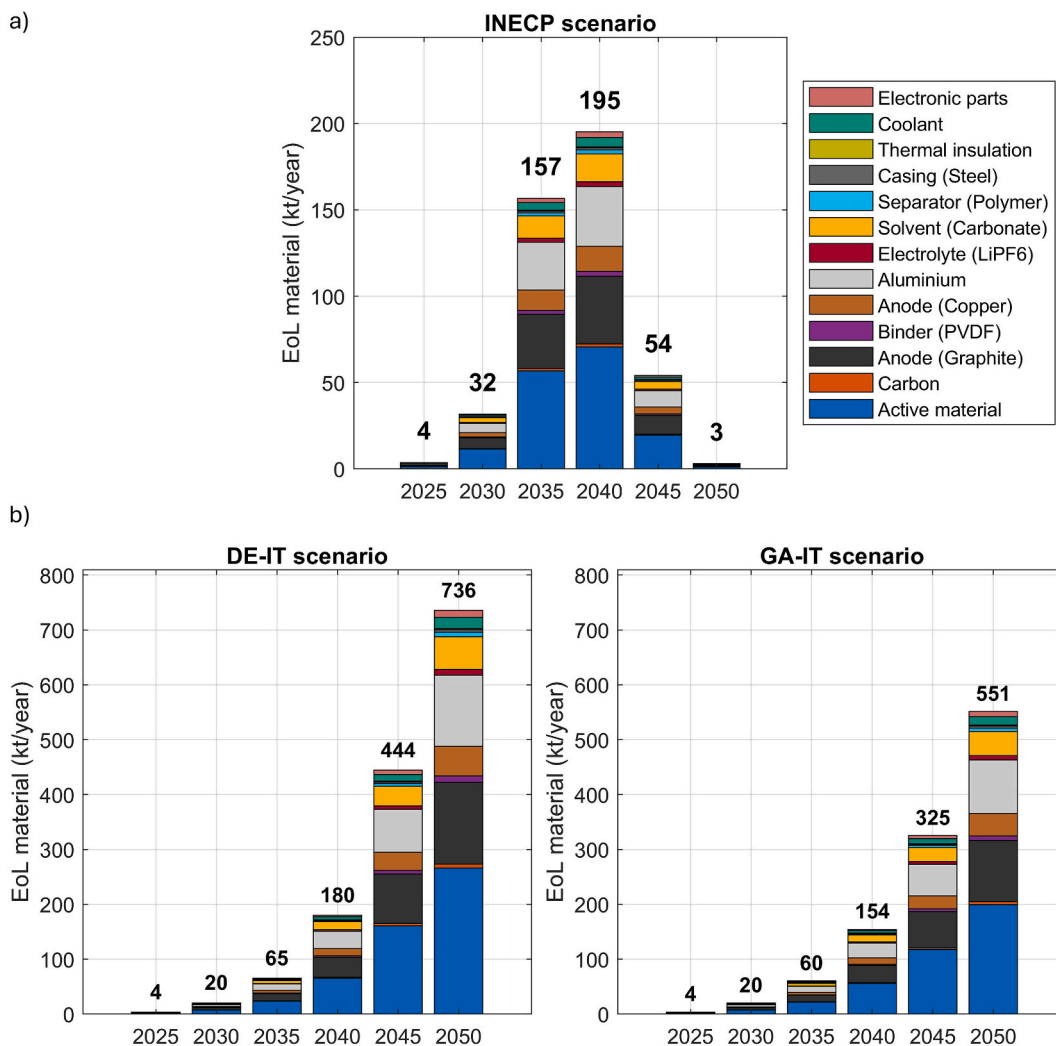 a)
INECP scenario
EoL material (kt/year)
250
200
150
100
50
0
4
32
157
195
54
3
2025 2030 2035 2040 2045 2050
Electronic parts
Coolant
Thermal insulation
Casing (Steel)
Separator (Polymer)
Solvent (Carbonate)
Electrolyte (LiPF6)
Aluminium
Anode (Copper)
Binder (PVDF)
Anode (Graphite)
Carbon
Active material
b)
DE-IT scenario
EoL material (kt/year)
800
700
600
500
400
300
200
100
0
4
20
65
180
444
736
2025 2030 2035 2040 2045 2050
GA-IT scenario
EoL material (kt/year)
800
700
600
500
400
300
200
100
0
4
20
60
154
325
551
2025 2030 2035 2040 2045 2050